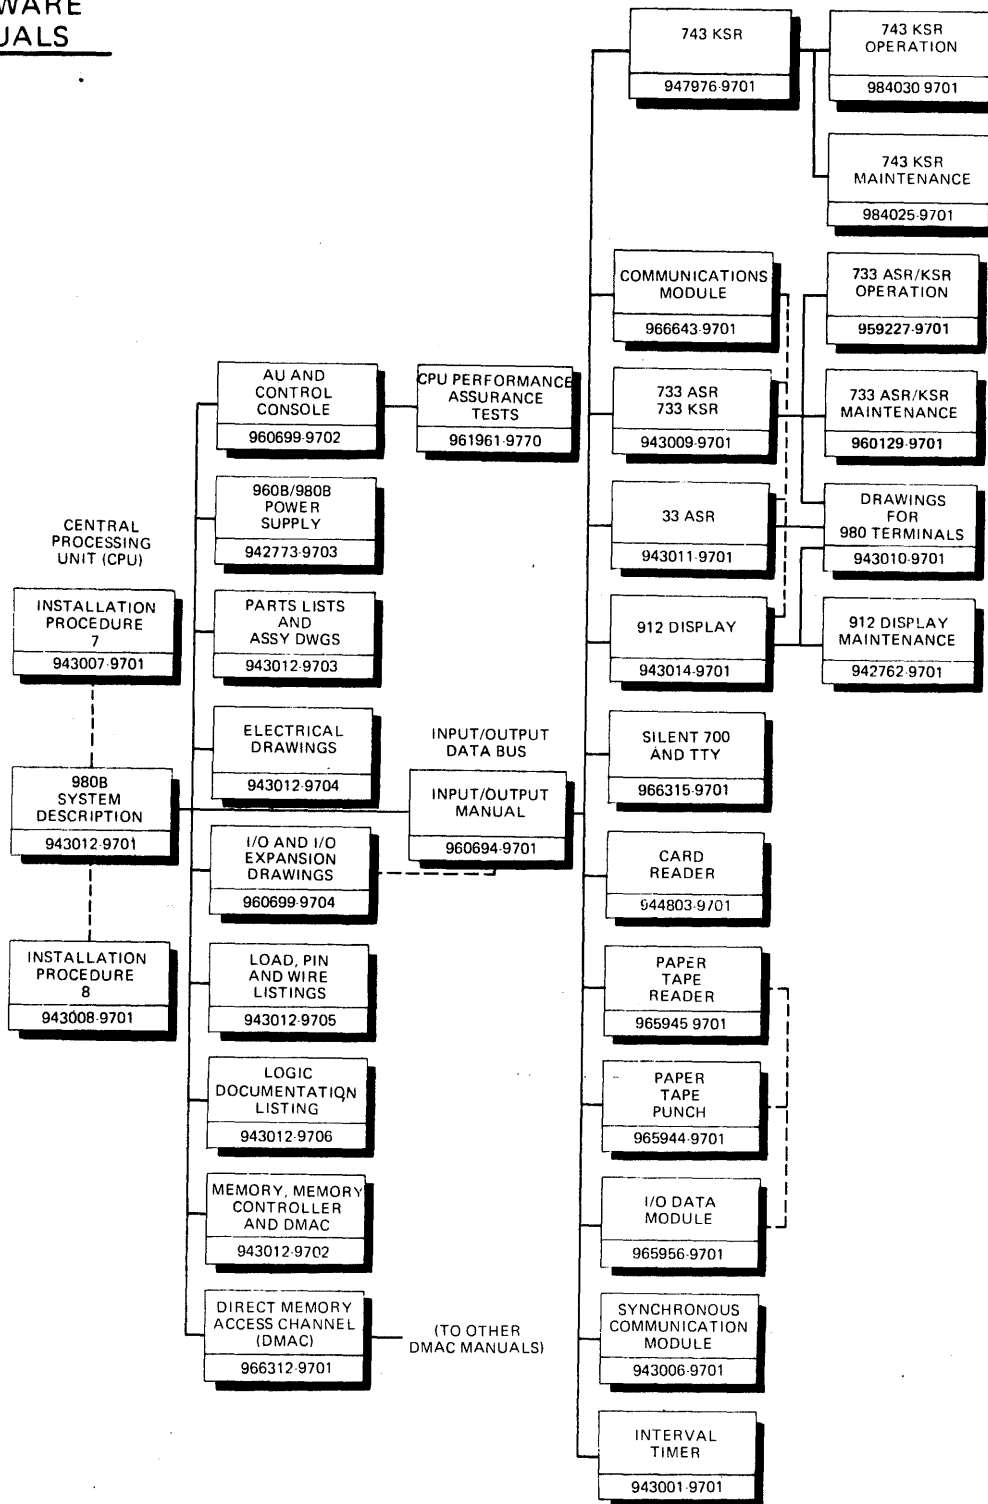 WARE
UALS
CENTRAL
PROCESSING
UNIT (CPU)
INSTALLATION
PROCEDURE
7
943007-9701
980B
SYSTEM
DESCRIPTION
943012-9701
INSTALLATION
PROCEDURE
8
943008-9701
AU AND
CONTROL
CONSOLE
960699-9702
960B/980B
POWER
SUPPLY
942773-9703
PARTS LISTS
AND
ASSY DWGS
943012-9703
ELECTRICAL
DRAWINGS
943012-9704
I/O AND I/O
EXPANSION
DRAWINGS
960699-9704
LOAD, PIN
AND WIRE
LISTINGS
943012-9705
LOGIC
DOCUMENTATION
LISTING
943012-9706
MEMORY, MEMORY
CONTROLLER
AND DMAC
943012-9702
DIRECT MEMORY
ACCESS CHANNEL
(DMAC)
966312-9701
CPU PERFORMANCE
ASSURANCE
TESTS
961961-9770
INPUT/OUTPUT
DATA BUS
INPUT/OUTPUT
MANUAL
960694-9701
(TO OTHER
DMAC MANUALS)
743 KSR
947976-9701
COMMUNICATIONS
MODULE
966643-9701
733 ASR
733 KSR
943009-9701
33 ASR
943011-9701
912 DISPLAY
943014-9701
SILENT 700
AND TTY
966315-9701
CARD
READER
944803-9701
PAPER
TAPE
READER
965945 9701
PAPER
TAPE
PUNCH
965944-9701
I/O DATA
MODULE
965956-9701
SYNCHRONOUS
COMMUNICATION
MODULE
943006-9701
INTERVAL
TIMER
943001-9701
743 KSR
OPERATION
984030 9701
743 KSR
MAINTENANCE
984025-9701
733 ASR/KSR
OPERATION
959227-9701
733 ASR/KSR
MAINTENANCE
960129-9701
DRAWINGS
FOR
980 TERMINALS
943010-9701
912 DISPLAY
MAINTENANCE
942762-9701